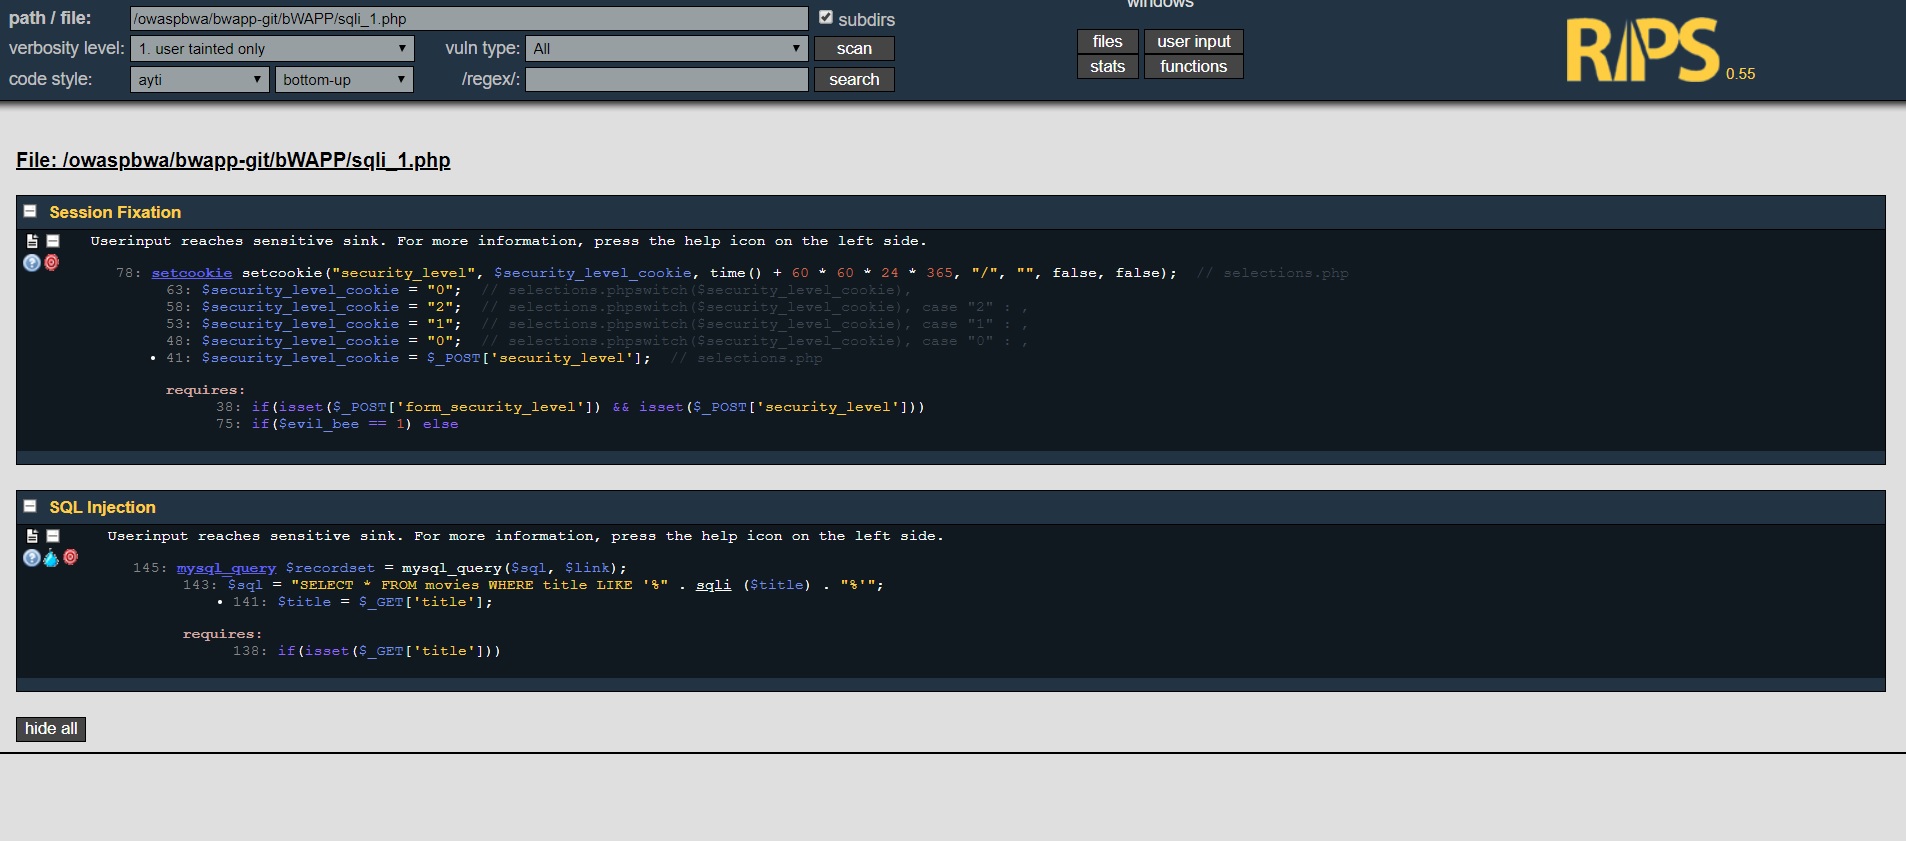 path / file: /owaspbwa/bwapp-git/bWAPP/sqli_1.php subdirs
windows
verbosity level: 1. user tainted only vuln type: All scan
files user input
code style: ayti bottom-up /regex/: search
stats functions
RIPS 0.55
File: /owaspbwa/bwapp-git/bWAPP/sqli_1.php
Session Fixation
Userinput reaches sensitive sink. For more information, press the help icon on the left side.
78: setcookie setcookie("security_level", $security_level_cookie, time() + 60 * 60 * 24 * 365, "/", "", false, false); // selections.php
63: $security_level_cookie = "0"; // selections.phpswitch($security_level_cookie),
58: $security_level_cookie = "2"; // selections.phpswitch($security_level_cookie), case "2" : ,
53: $security_level_cookie = "1"; // selections.phpswitch($security_level_cookie), case "1" : ,
48: $security_level_cookie = "0"; // selections.phpswitch($security_level_cookie), case "0" : ,
• 41: $security_level_cookie = $_POST['security_level']; // selections.php
requires:
38: if(isset($_POST['form_security_level']) && isset($_POST['security_level']))
75: if($evil_bee == 1) else
SQL Injection
Userinput reaches sensitive sink. For more information, press the help icon on the left side.
145: mysql_query $recordset = mysql_query($sql, $link);
143: $sql = "SELECT * FROM movies WHERE title LIKE '%" . sqli ($title) . "%'";
• 141: $title = $_GET['title'];
requires:
138: if(isset($_GET['title']))
hide all